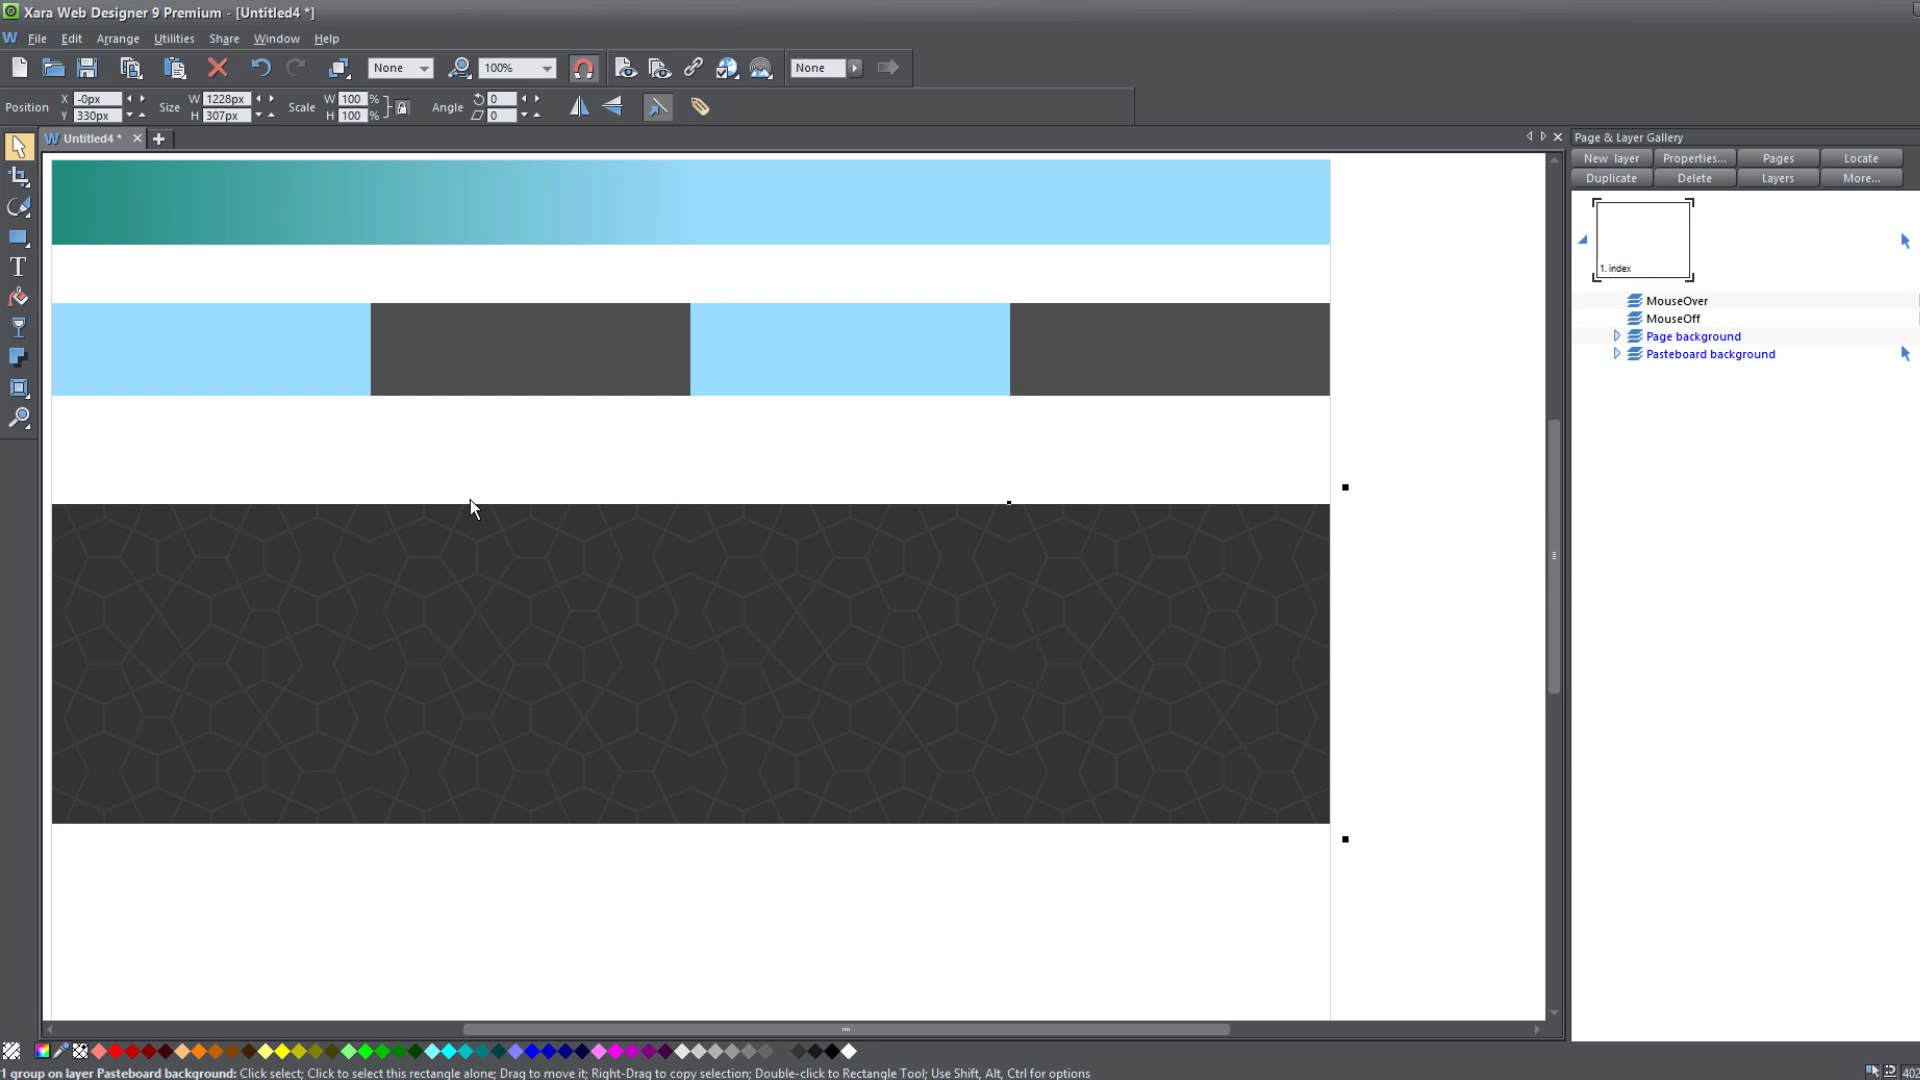 Xara Web Designer 9 Premium - [Untitled4 *]
File Edit Arrange Utilities Share Window Help
None 100% None
Position X -0px Y 330px Size W 1228px H 307px Scale W 100 % H 100 % Angle 0 0
Untitled4 *
Page & Layer Gallery
New layer Properties... Pages Locate
Duplicate Delete Layers More...
1. index
MouseOver
MouseOff
Page background
Pasteboard background
1 group on layer Pasteboard background: Click select; Click to select this rectangle alone; Drag to move it; Right-Drag to copy selection; Double-click to Rectangle Tool; Use Shift, Alt, Ctrl for options
402